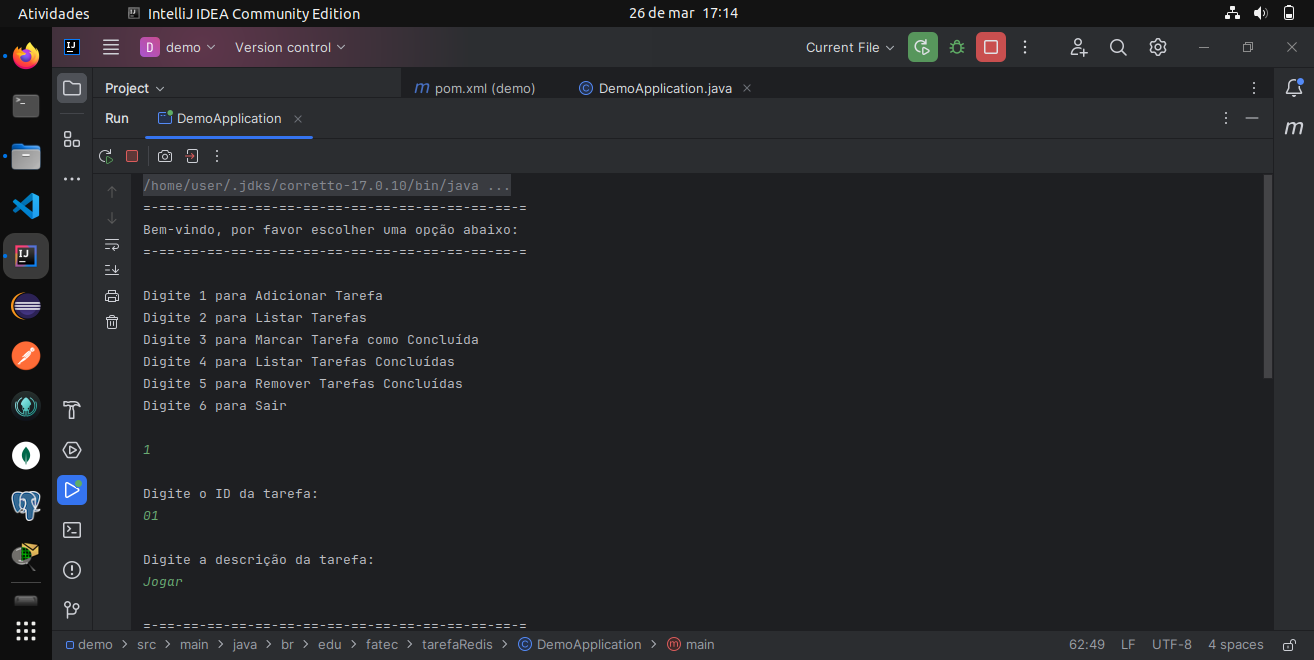 Atividades
IntelliJ IDEA Community Edition
26 de mar 17:14
IJ
D demo
Version control
Current File
Project
m pom.xml (demo)
C DemoApplication.java
Run
DemoApplication
m
/home/user/.jdks/corretto-17.0.10/bin/java ...
=-==-==-==-==-==-==-==-==-==-==-==-==-==-==-==-=
Bem-vindo, por favor escolher uma opção abaixo:
=-==-==-==-==-==-==-==-==-==-==-==-==-==-==-==-=
Digite 1 para Adicionar Tarefa
Digite 2 para Listar Tarefas
Digite 3 para Marcar Tarefa como Concluída
Digite 4 para Listar Tarefas Concluídas
Digite 5 para Remover Tarefas Concluídas
Digite 6 para Sair
1
Digite o ID da tarefa:
01
Digite a descrição da tarefa:
Jogar
=-==-==-==-==-==-==-==-==-==-==-==-==-==-==-==-=
IJ
demo > src > main > java > br > edu > fatec > tarefaRedis > C DemoApplication > m main
62:49 LF UTF-8 4 spaces